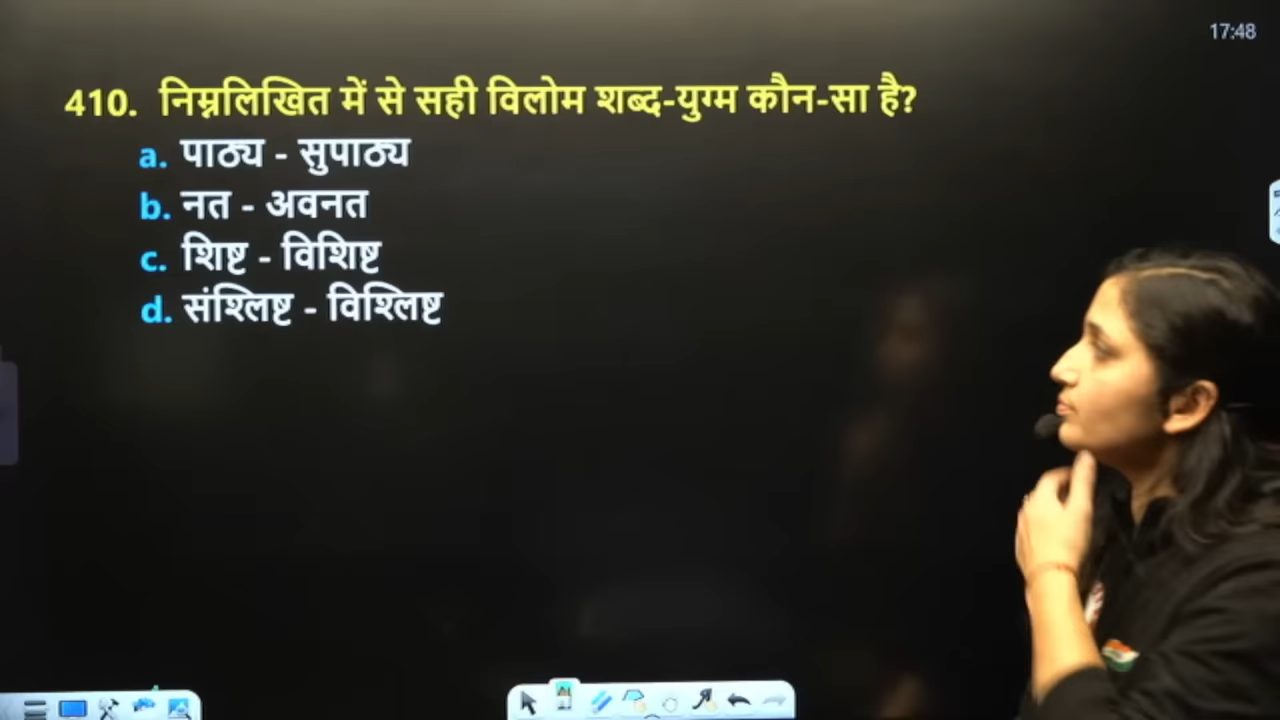 17:48
410. निम्नलिखित में से सही विलोम शब्द-युग्म कौन-सा है?
a. पाठ्य - सुपाठ्य
b. नत - अवनत
c. शिष्ट - विशिष्ट
d. संश्लिष्ट - विश्लिष्ट